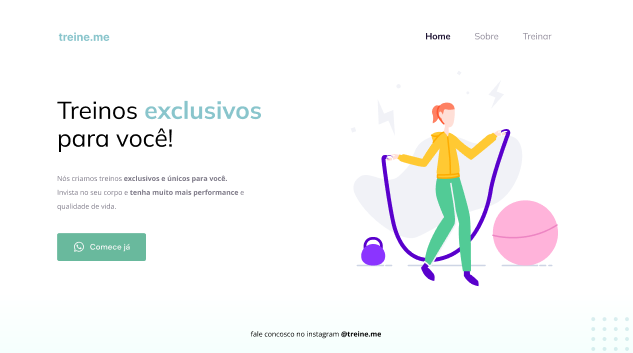 treine.me
Home Sobre Treinar
Treinos exclusivos
para você!
Nós criamos treinos exclusivos e únicos para você.
Invista no seu corpo e tenha muito mais performance e
qualidade de vida.
Comece já
fale concosco no instagram @treine.me